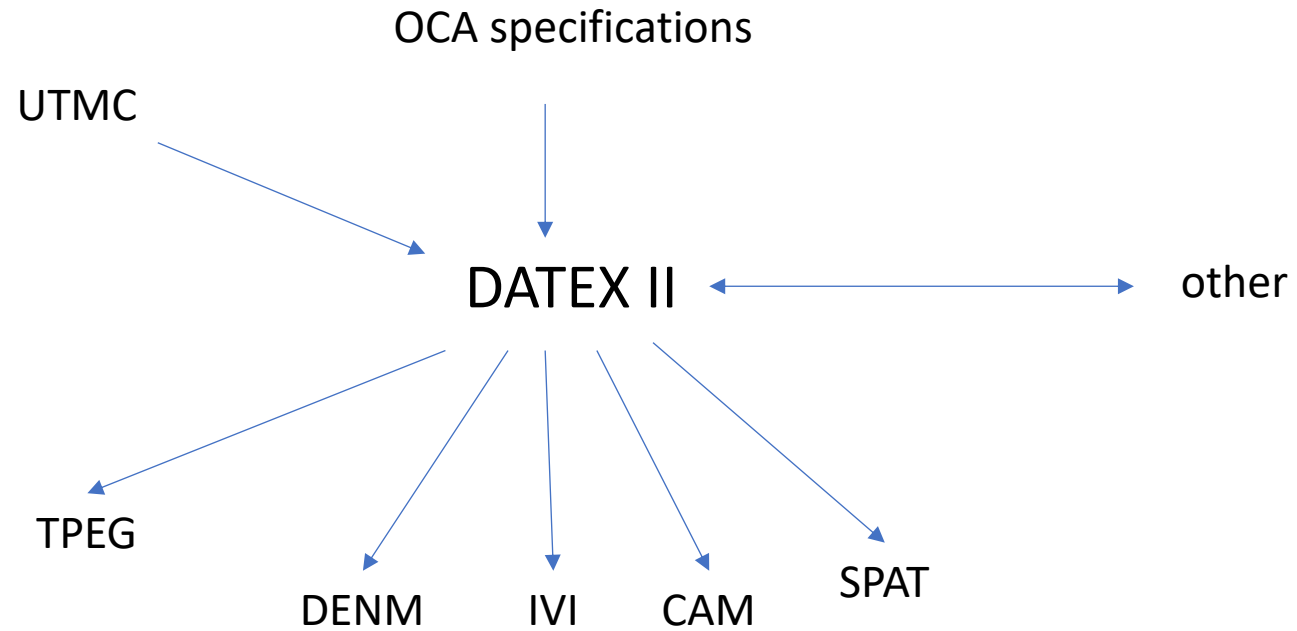 OCA specifications
UTMC
DATEX II
other
TPEG
DENM
IVI
CAM
SPAT